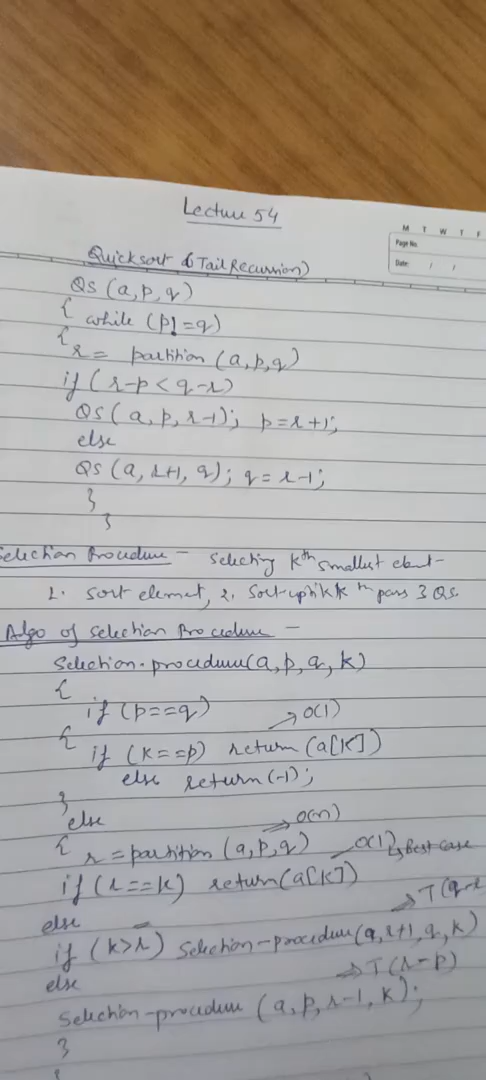 Lecture 54
M T W T F
Page No.
Date: / /
Quicksort (Tail Recursion)
QS (a, p, q)
{ while (p!=q)
{ r = partition (a, p, q)
if (r-p < q-r)
QS (a, p, r-1); p=r+1;
else
QS (a, r+1, q); q=r-1;
}
}
Selection Procedure - Selecting kth smallest
1. Sort element, 2. Sort kth pass 3 QS.
Algo of Selection Procedure -
Selection-procedure(a, p, q, k)
{
if (p==q) → O(1)
{ if (k==p) return (a[k])
else return(-1);
}
else → O(n)
{ r = partition (a, p, q) O(1) ↳ Best case
if (r==k) return(a[k])
else → T(q-r
if (k>r) Selection-procedure(a, r+1, q, k)
else → T(r-p)
Selection-procedure (a, p, r-1, k);
}
}